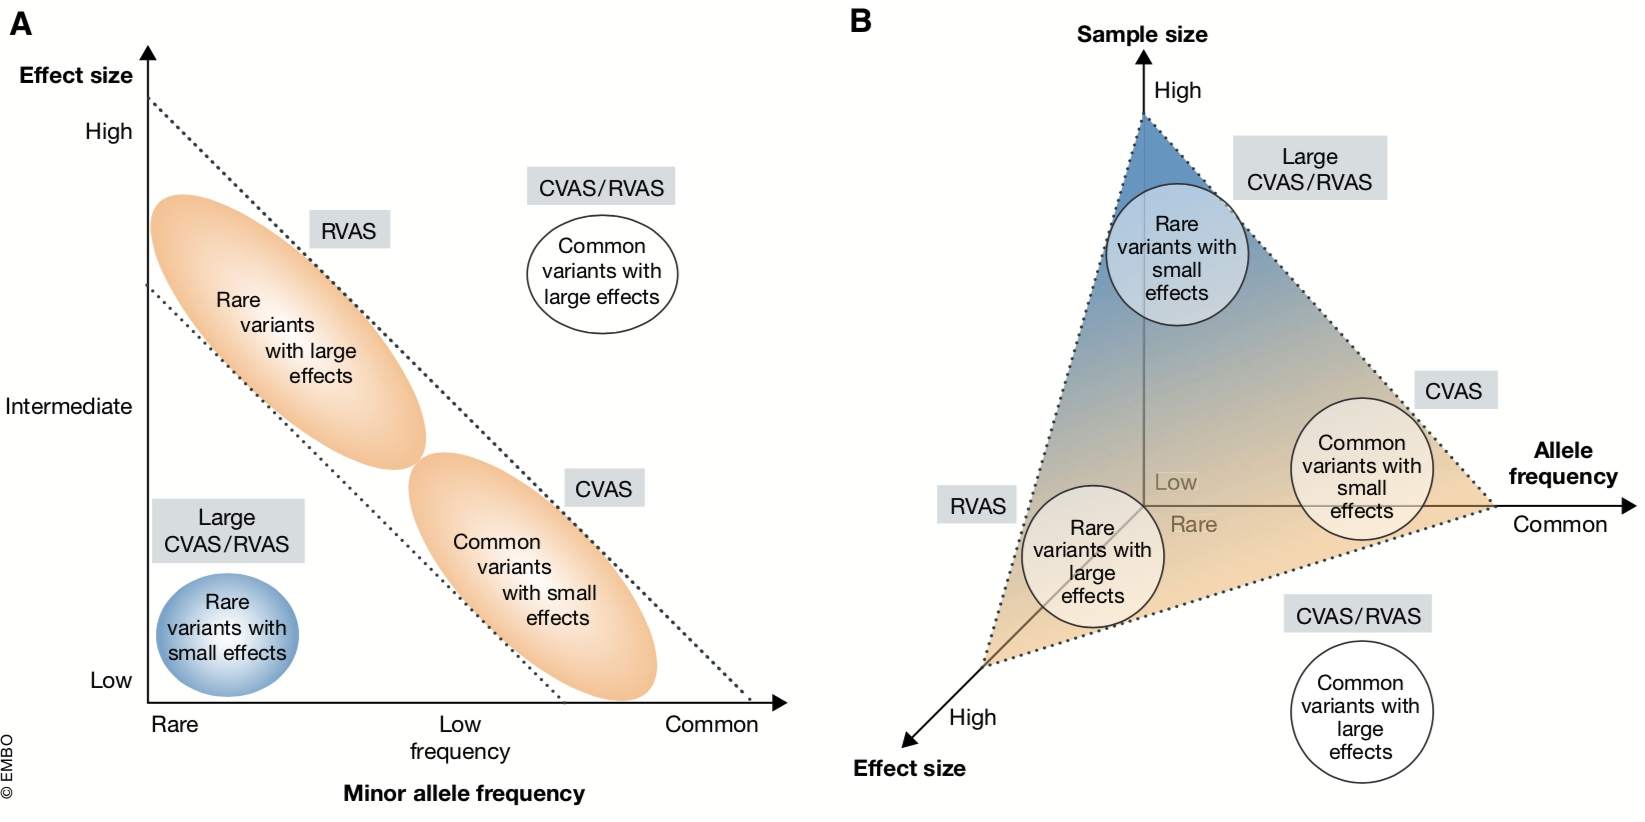 A
Effect size
High
Intermediate
Low
RVAS
CVAS/RVAS
Common
variants with
large effects
Rare
variants
with large
effects
CVAS
Common
variants
with small
effects
Large
CVAS/RVAS
Rare
variants with
small effects
Rare
Low
frequency
Common
Minor allele frequency
© EMBO
B
Sample size
High
Large
CVAS/RVAS
Rare
variants with
small
effects
CVAS
Common
variants with
small
effects
Allele
frequency
Common
Low
Rare
RVAS
Rare
variants with
large
effects
CVAS/RVAS
Common
variants with
large
effects
High
Effect size